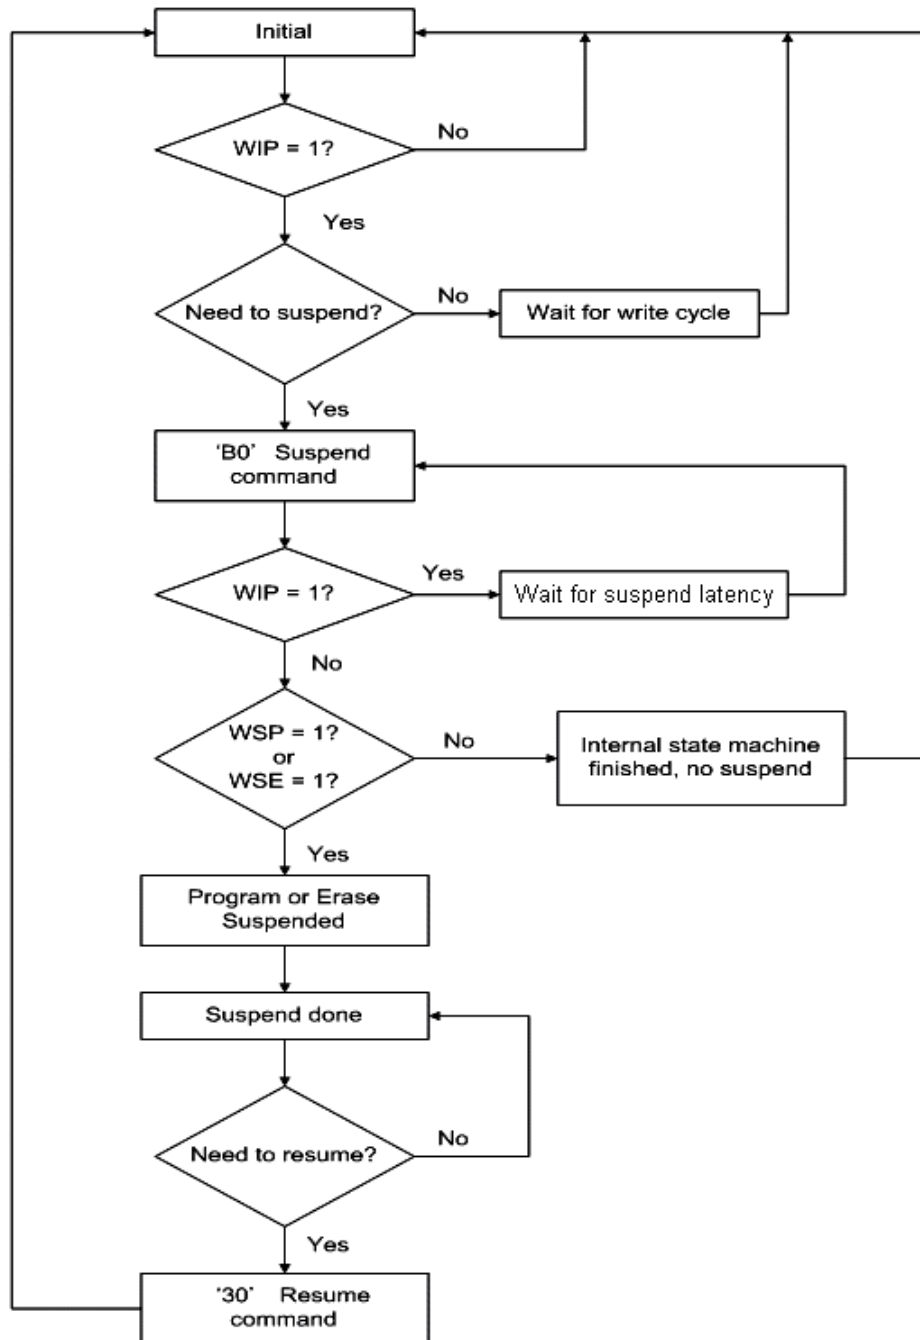 Initial
WIP = 1?
No
Yes
Need to suspend?
No
Wait for write cycle
Yes
‘B0’ Suspend
command
WIP = 1?
Yes
Wait for suspend latency
No
WSP = 1?
or
WSE = 1?
No
Internal state machine
finished, no suspend
Yes
Program or Erase
Suspended
Suspend done
Need to resume?
No
Yes
‘30’ Resume
command